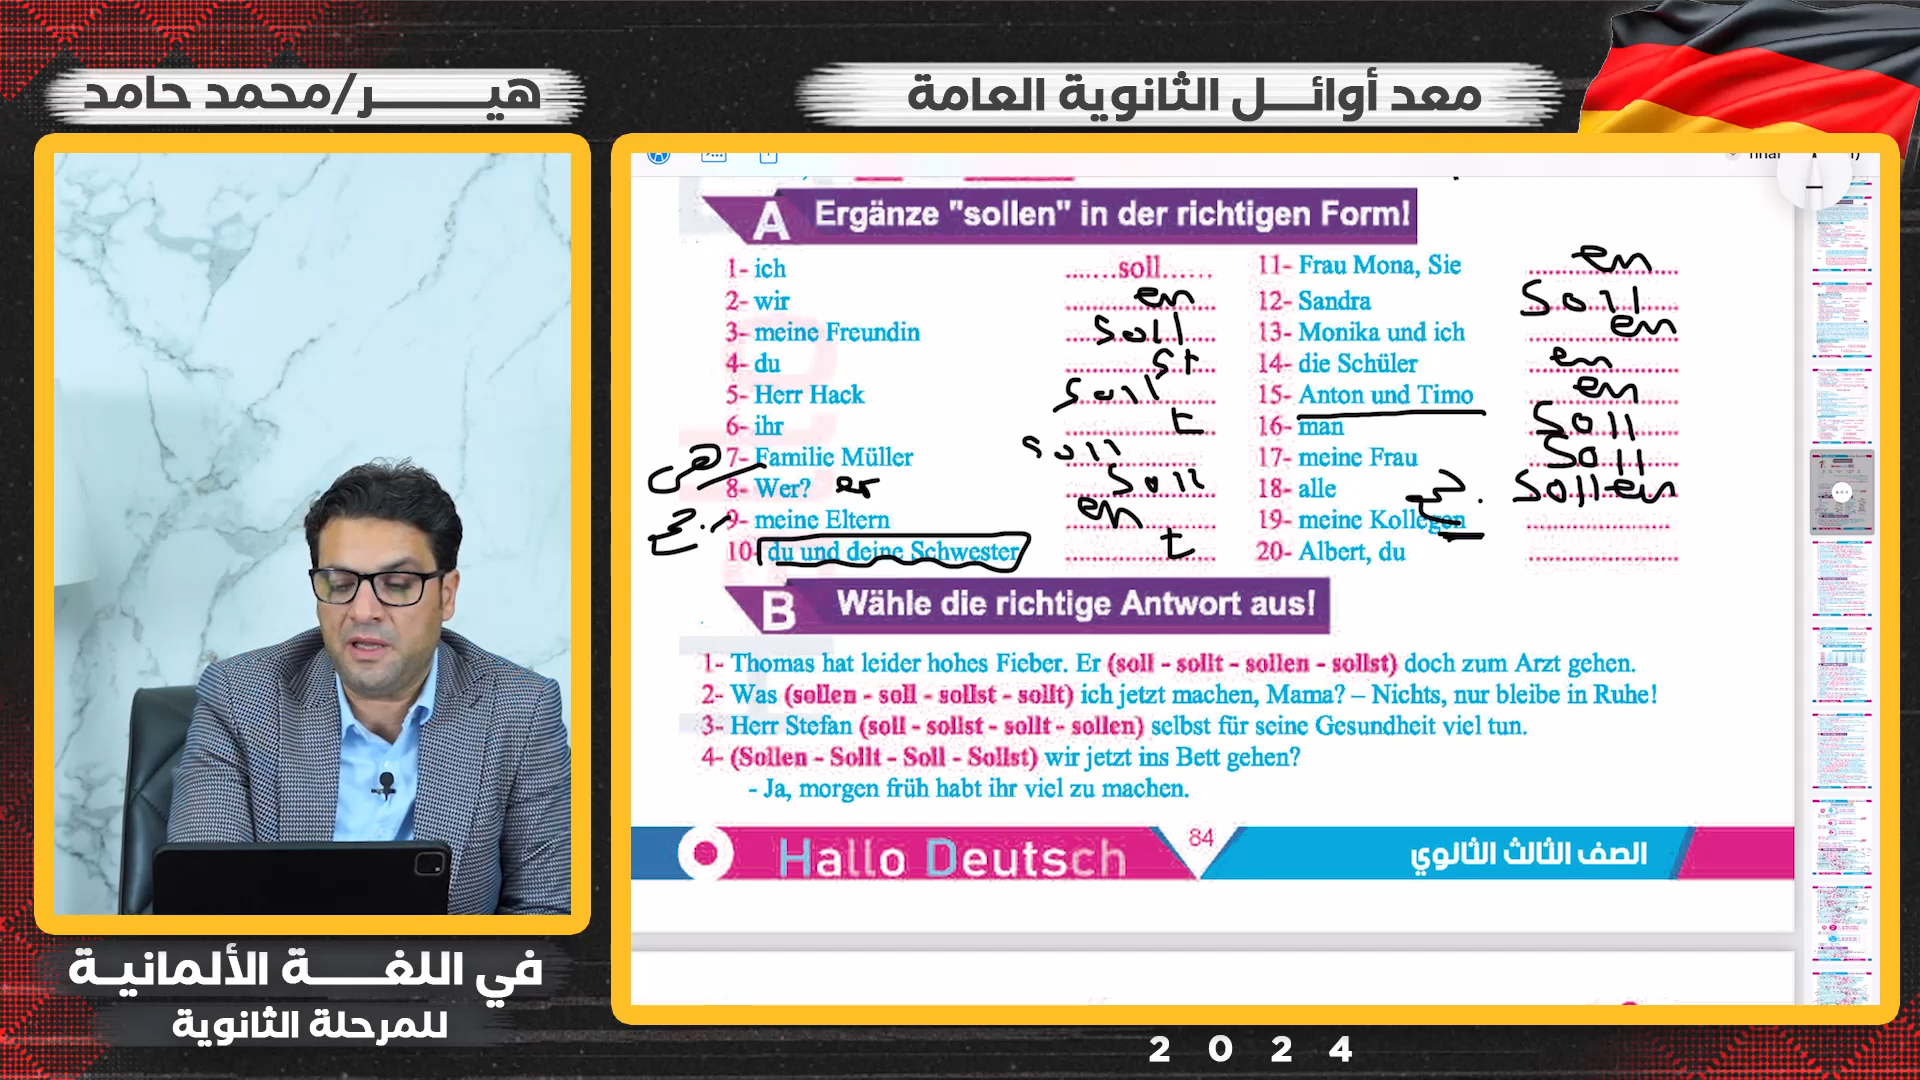 هيـــر/محمد حامد
معد أوائـل الثانوية العامة
A Ergänze "sollen" in der richtigen Form!
1- ich .......soll......
2- wir en
3- meine Freundin soll
4- du st
5- Herr Hack soll
6- ihr t
7- Familie Müller soll
8- Wer? er soll
9- meine Eltern en
10- du und deine Schwester t
11- Frau Mona, Sie en
12- Sandra soll
13- Monika und ich en
14- die Schüler en
15- Anton und Timo en
16- man soll
17- meine Frau soll
18- alle sollen
19- meine Kollegen
20- Albert, du
B Wähle die richtige Antwort aus!
1- Thomas hat leider hohes Fieber. Er (soll - sollt - sollen - sollst) doch zum Arzt gehen.
2- Was (sollen - soll - sollst - sollt) ich jetzt machen, Mama? – Nichts, nur bleibe in Ruhe!
3- Herr Stefan (soll - sollst - sollt - sollen) selbst für seine Gesundheit viel tun.
4- (Sollen - Sollt - Soll - Sollst) wir jetzt ins Bett gehen?
- Ja, morgen früh habt ihr viel zu machen.
Hallo Deutsch
84
الصف الثالث الثانوي
في اللغـــة الألمانيـة
للمرحلة الثانوية
2024